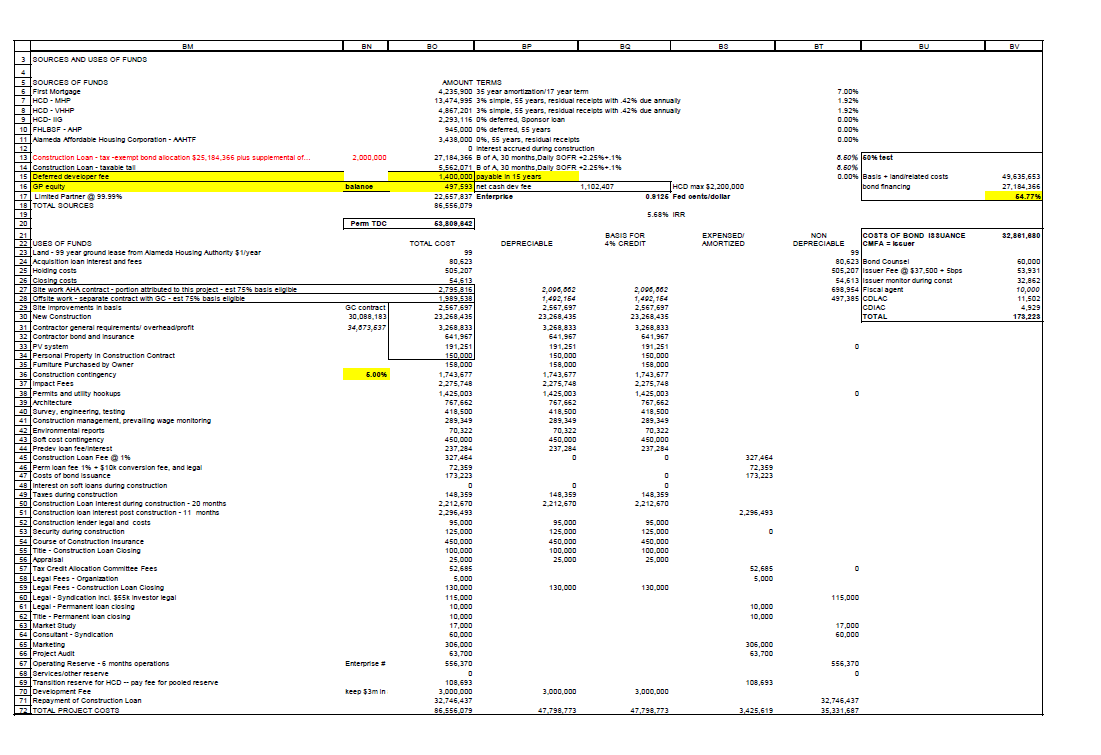 BM BN BO BP BQ BS BT BU BV
3 SOURCES AND USES OF FUNDS
4
5 SOURCES OF FUNDS AMOUNT TERMS
6 First Mortgage 4,235,900 35 year amortization/17 year term 7.00%
7 HCD - MHP 13,474,995 3% simple, 55 years, residual receipts with .42% due annually 1.92%
8 HCD - VHHP 4,867,201 3% simple, 55 years, residual receipts with .42% due annually 1.92%
9 HCD- IIG 2,293,116 0% deferred, Sponsor loan 0.00%
10 FHLBSF - AHP 945,000 0% deferred, 55 years 0.00%
11 Alameda Affordable Housing Corporation - AAHTF 3,438,000 0%, 55 years, residual receipts 0.00%
12 0 Interest accrued during construction
13 Construction Loan - tax -exempt bond allocation $25,184,366 plus supplemental of... 2,000,000 27,184,366 B of A, 30 months,Daily SOFR +2.25%+.1% 8.60% 50% test
14 Construction Loan - taxable tail 5,562,071 B of A, 30 months,Daily SOFR +2.25%+.1% 8.60%
15 Deferred developer fee 1,400,000 payable in 15 years 0.00% Basis + land/related costs 49,635,653
16 GP equity balance 497,593 net cash dev fee 1,102,407 HCD max $2,200,000 bond financing 27,184,366
17 Limited Partner @ 99.99% 22,657,837 Enterprise 0.9126 Fed cents/dollar 54.77%
18 TOTAL SOURCES 86,556,079
19 5.68% IRR
20 Perm TDC 53,809,642
21 BASIS FOR EXPENSED/ NON COSTS OF BOND ISSUANCE 32,861,680
22 USES OF FUNDS TOTAL COST DEPRECIABLE 4% CREDIT AMORTIZED DEPRECIABLE CMFA = Issuer
23 Land - 99 year ground lease from Alameda Housing Authority $1/year 99 99
24 Acquisition loan interest and fees 80,623 80,623 Bond Counsel 60,000
25 Holding costs 505,207 505,207 Issuer Fee @ $37,500 + 5bps 53,931
26 Closing costs 54,613 54,613 Issuer monitor during const 32,862
27 Site work AHA contract - portion attributed to this project - est 75% basis eligible 2,795,816 2,096,862 2,096,862 698,954 Fiscal agent 10,000
28 Offsite work - separate contract with GC - est 75% basis eligible 1,989,538 1,492,154 1,492,154 497,385 CDLAC 11,502
29 Site improvements in basis GC contract 2,567,697 2,567,697 2,567,697 CDIAC 4,929
30 New Construction 30,088,183 23,268,435 23,268,435 23,268,435 TOTAL 173,223
31 Contractor general requirements/ overhead/profit 34,873,537 3,268,833 3,268,833 3,268,833
32 Contractor bond and insurance 641,967 641,967 641,967
33 PV system 191,251 191,251 191,251 0
34 Personal Property in Construction Contract 150,000 150,000 150,000
35 Furniture Purchased by Owner 158,000 158,000 158,000
36 Construction contingency 5.00% 1,743,677 1,743,677 1,743,677
37 Impact Fees 2,275,748 2,275,748 2,275,748
38 Permits and utility hookups 1,425,003 1,425,003 1,425,003 0
39 Architecture 767,662 767,662 767,662
40 Survey, engineering, testing 418,500 418,500 418,500
41 Construction management, prevailing wage monitoring 289,349 289,349 289,349
42 Environmental reports 70,322 70,322 70,322
43 Soft cost contingency 450,000 450,000 450,000
44 Predev loan fee/interest 237,284 237,284 237,284
45 Construction Loan Fee @ 1% 327,464 0 0 327,464
46 Perm loan fee 1% + $10k conversion fee, and legal 72,359 72,359
47 Costs of bond issuance 173,223 0 173,223
48 Interest on soft loans during construction 0 0 0
49 Taxes during construction 148,359 148,359 148,359
50 Construction Loan Interest during construction - 20 months 2,212,670 2,212,670 2,212,670
51 Construction loan interest post construction - 11 months 2,296,493 2,296,493
52 Construction lender legal and costs 95,000 95,000 95,000
53 Security during construction 125,000 125,000 125,000 0
54 Course of Construction Insurance 450,000 450,000 450,000
55 Title - Construction Loan Closing 100,000 100,000 100,000
56 Appraisal 25,000 25,000 25,000
57 Tax Credit Allocation Committee Fees 52,685 52,685 0
58 Legal Fees - Organization 5,000 5,000
59 Legal Fees - Construction Loan Closing 130,000 130,000 130,000
60 Legal - Syndication incl. $55k investor legal 115,000 115,000
61 Legal - Permanent loan closing 10,000 10,000
62 Title - Permanent loan closing 10,000 10,000
63 Market Study 17,000 17,000
64 Consultant - Syndication 60,000 60,000
65 Marketing 306,000 306,000
66 Project Audit 63,700 63,700
67 Operating Reserve - 6 months operations Enterprise # 556,370 556,370
68 Services/other reserve 0 0
69 Transition reserve for HCD -- pay fee for pooled reserve 108,693 108,693
70 Development Fee keep $3m in 3,000,000 3,000,000 3,000,000
71 Repayment of Construction Loan 32,746,437 32,746,437
72 TOTAL PROJECT COSTS 86,556,079 47,798,773 47,798,773 3,425,619 35,331,687